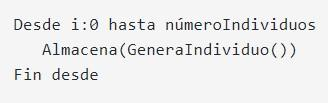 Desde i:0 hasta númeroIndividuos
Almacena(GeneraIndividuo())
Fin desde